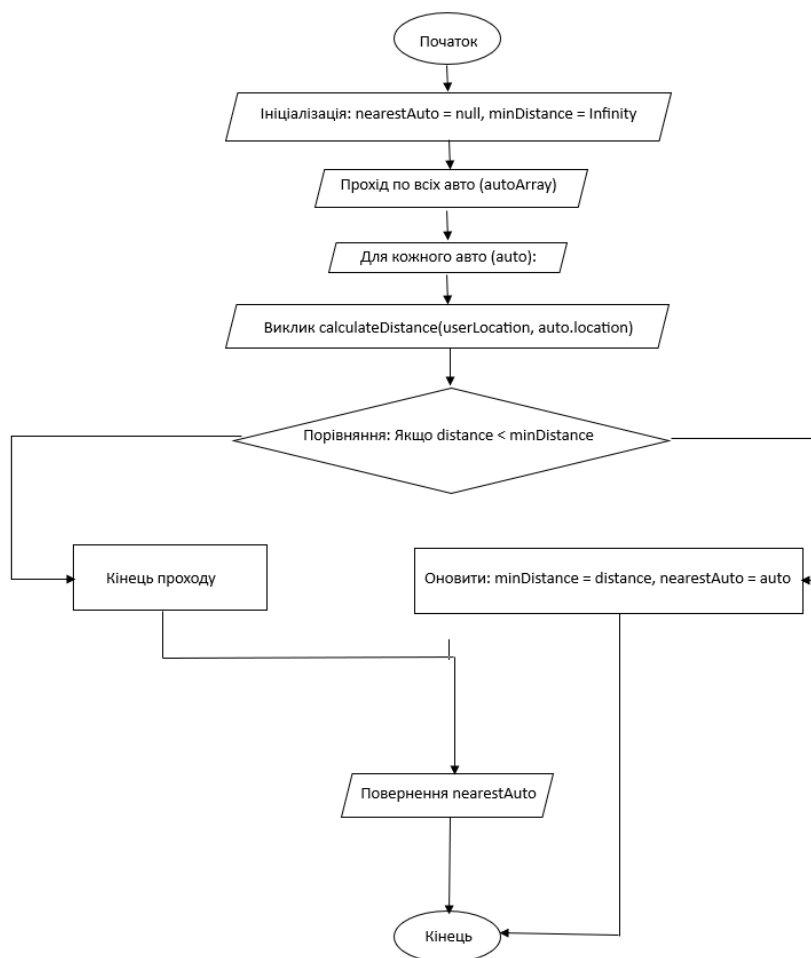 Початок
Ініціалізація: nearestAuto = null, minDistance = Infinity
Прохід по всіх авто (autoArray)
Для кожного авто (auto):
Виклик calculateDistance(userLocation, auto.location)
Порівняння: Якщо distance < minDistance
Кінець проходу
Оновити: minDistance = distance, nearestAuto = auto
Повернення nearestAuto
Кінець